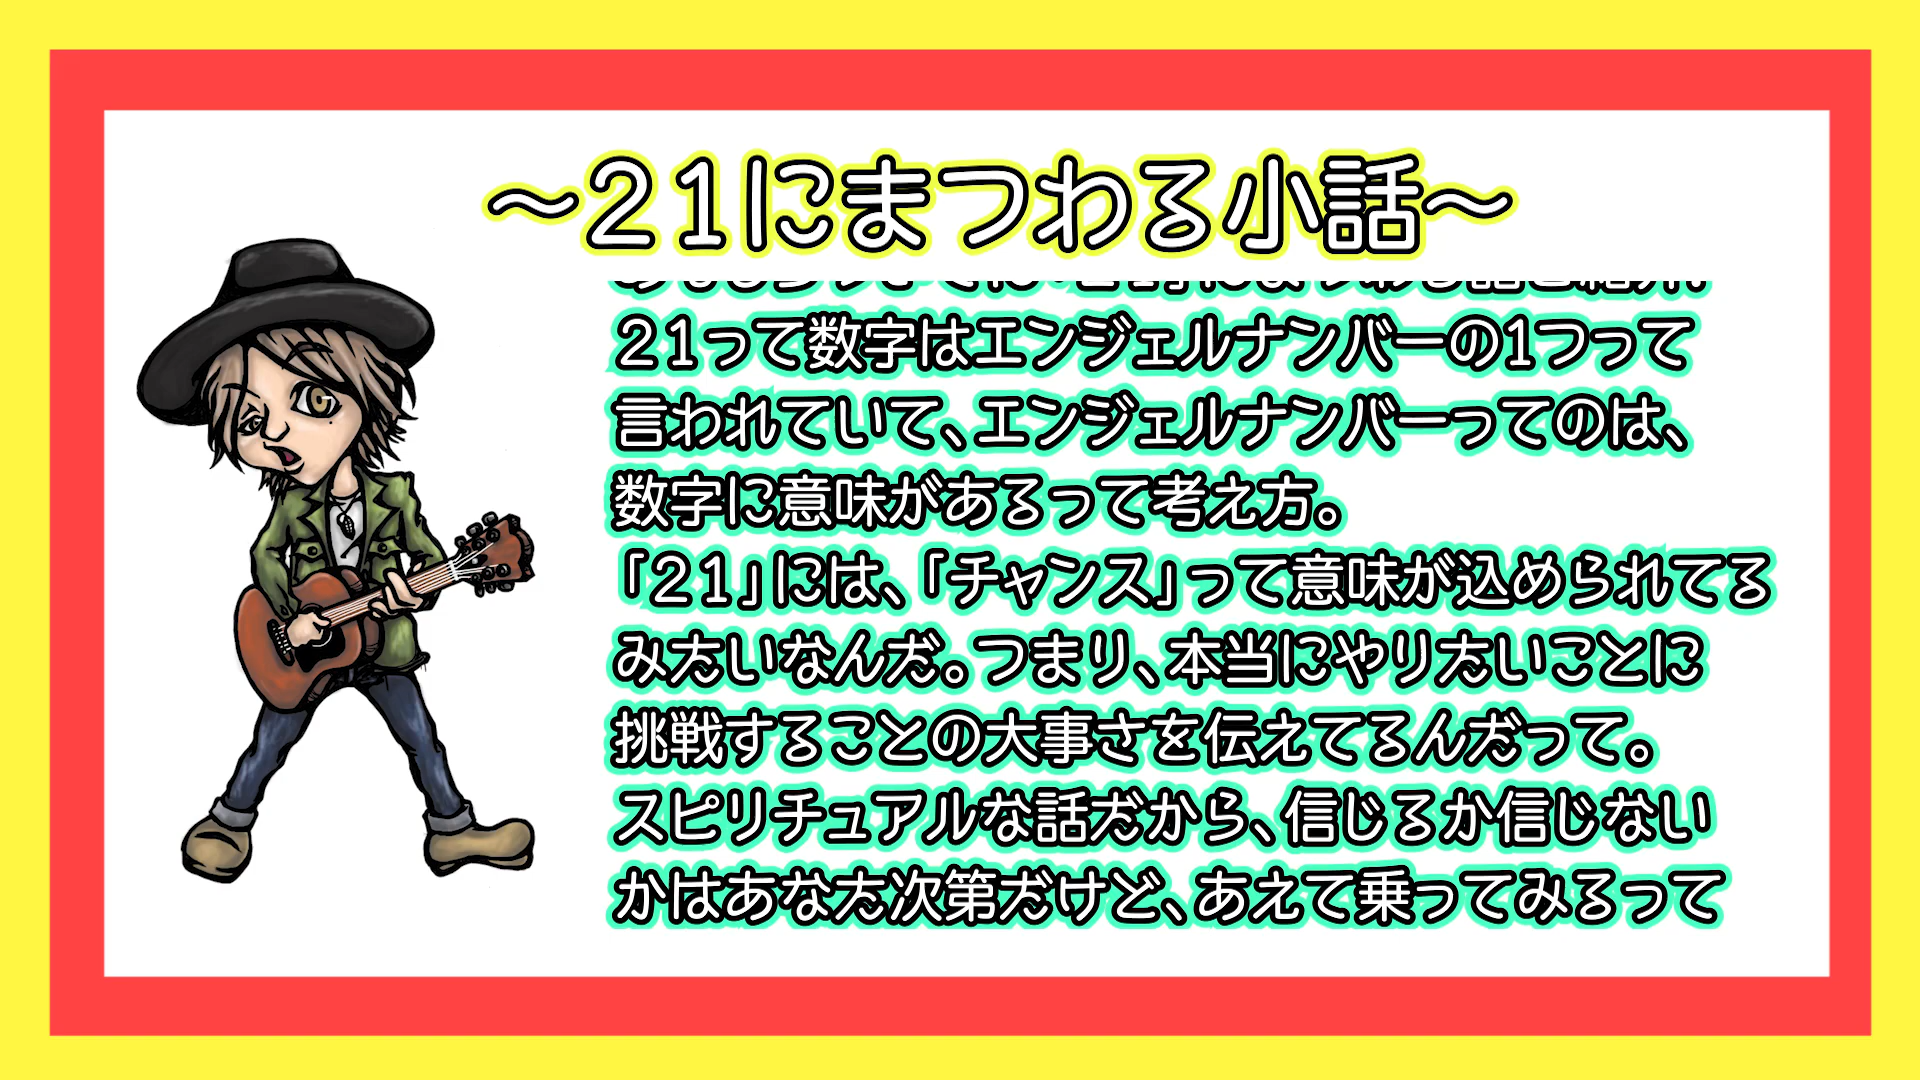 ～２１にまつわる小話～
２１って数字はエンジェルナンバーの1つって
言われていて、エンジェルナンバーってのは、
数字に意味があるって考え方。
「２１」には、「チャンス」って意味が込められてる
みたいなんだ。つまり、本当にやりたいことに
挑戦することの大事さを伝えてるんだって。
スピリチュアルな話だから、信じるか信じない
かはあなた次第だけど、あえて乗ってみるって